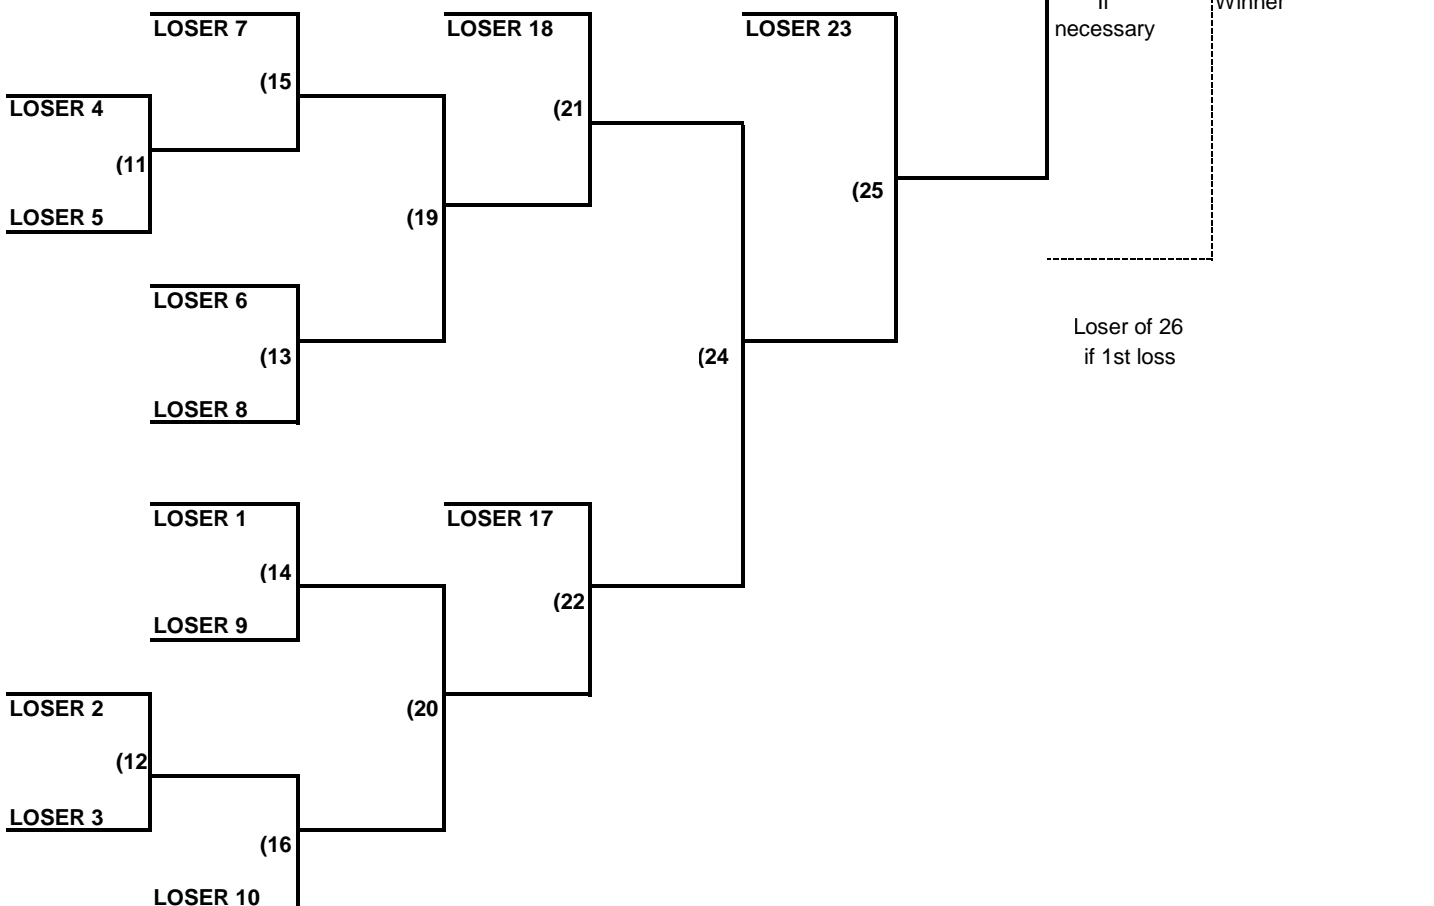 Winner
LOSER 7
LOSER 18
LOSER 23
necessary
(15
LOSER 4
(21
(11
(25
LOSER 5
(19
LOSER 6
Loser of 26
(13
(24
if 1st loss
LOSER 8
LOSER 1
LOSER 17
(14
(22
LOSER 9
LOSER 2
(20
(12
LOSER 3
(16
LOSER 10